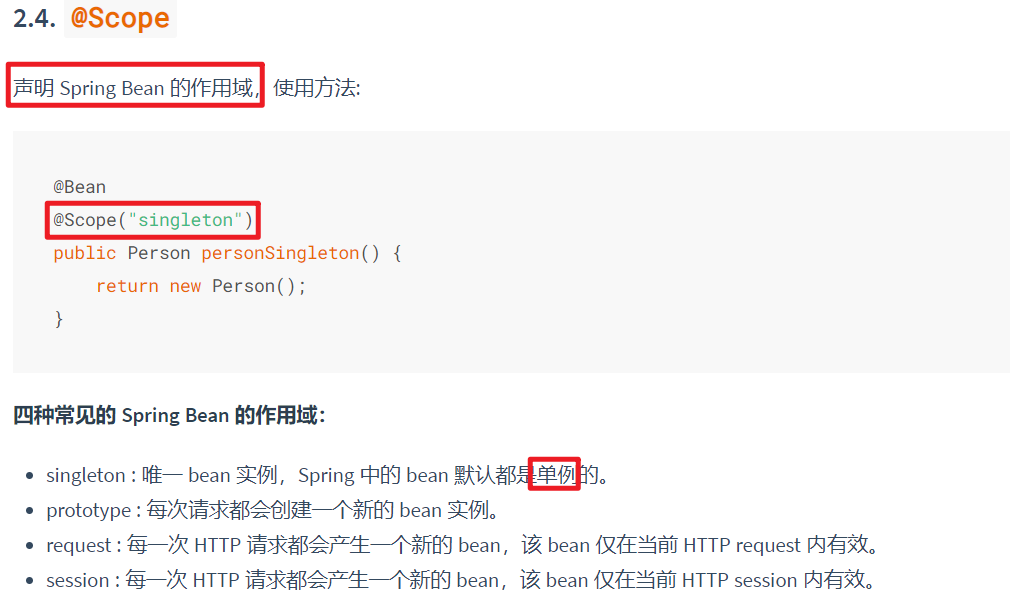 2.4. @Scope
声明 Spring Bean 的作用域，使用方法:
@Bean
@Scope("singleton")
public Person personSingleton() {
    return new Person();
}
四种常见的 Spring Bean 的作用域：
• singleton : 唯一 bean 实例，Spring 中的 bean 默认都是单例的。
• prototype : 每次请求都会创建一个新的 bean 实例。
• request : 每一次 HTTP 请求都会产生一个新的 bean，该 bean 仅在当前 HTTP request 内有效。
• session : 每一次 HTTP 请求都会产生一个新的 bean，该 bean 仅在当前 HTTP session 内有效。